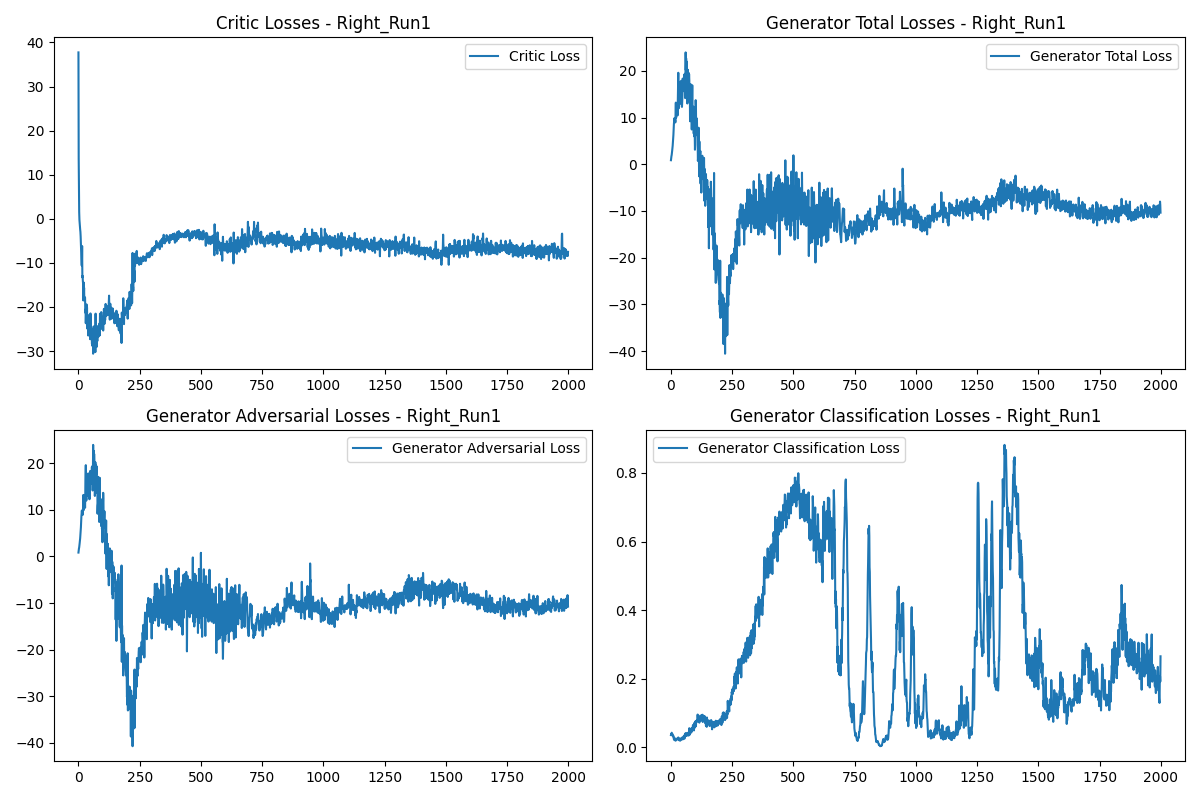 Critic Losses - Right_Run1
Critic Loss
40
30
20
10
0
−10
−20
−30
0 250 500 750 1000 1250 1500 1750 2000
Generator Total Losses - Right_Run1
Generator Total Loss
20
10
0
−10
−20
−30
−40
0 250 500 750 1000 1250 1500 1750 2000
Generator Adversarial Losses - Right_Run1
Generator Adversarial Loss
20
10
0
−10
−20
−30
−40
0 250 500 750 1000 1250 1500 1750 2000
Generator Classification Losses - Right_Run1
Generator Classification Loss
0.8
0.6
0.4
0.2
0.0
0 250 500 750 1000 1250 1500 1750 2000